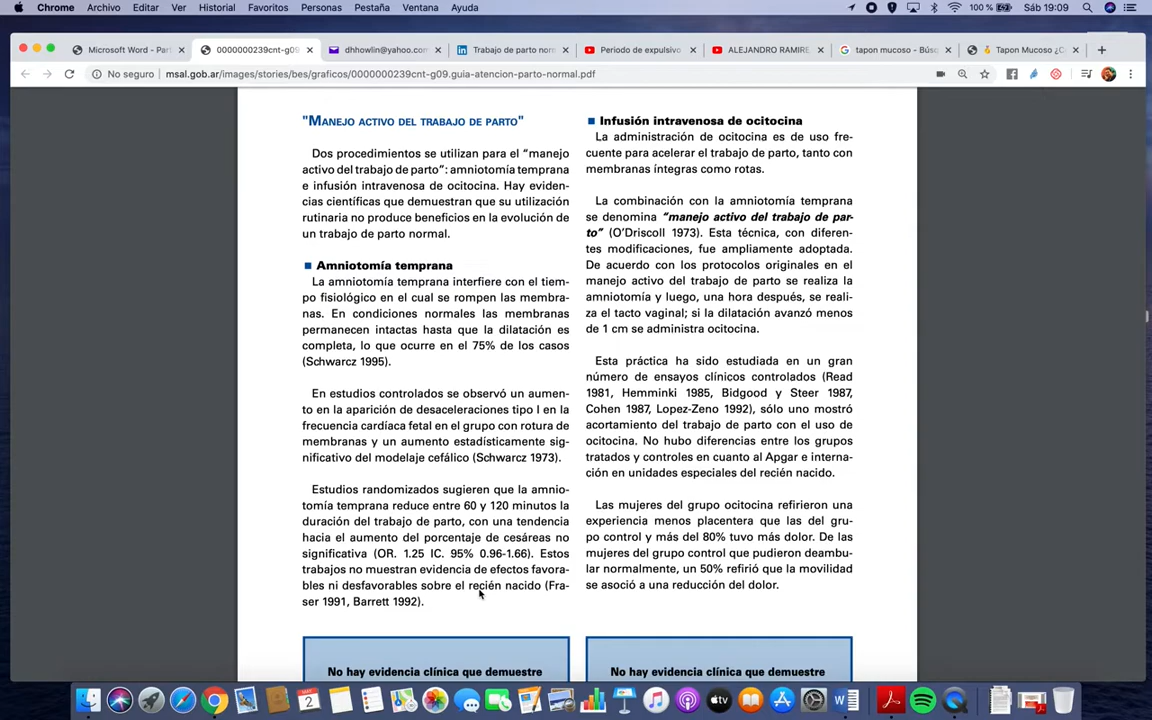 Chrome Archivo Editar Ver Historial Favoritos Personas Pestaña Ventana Ayuda 100 % Sáb 19:09
Microsoft Word - Par 0000000239cnt-g09 dhhowlin@yahoo.com Trabajo de parto nor Periodo de expulsivo ALEJANDRO RAMIRE tapon mucoso - Bús Tapon Mucoso ¿C
No seguro msal.gob.ar/images/stories/bes/graficos/0000000239cnt-g09.guia-atencion-parto-normal.pdf
"MANEJO ACTIVO DEL TRABAJO DE PARTO"
Dos procedimientos se utilizan para el “manejo
activo del trabajo de parto”: amniotomía temprana
e infusión intravenosa de ocitocina. Hay eviden-
cias científicas que demuestran que su utilización
rutinaria no produce beneficios en la evolución de
un trabajo de parto normal.
Amniotomía temprana
La amniotomía temprana interfiere con el tiem-
po fisiológico en el cual se rompen las membra-
nas. En condiciones normales las membranas
permanecen intactas hasta que la dilatación es
completa, lo que ocurre en el 75% de los casos
(Schwarcz 1995).
En estudios controlados se observó un aumen-
to en la aparición de desaceleraciones tipo I en la
frecuencia cardíaca fetal en el grupo con rotura de
membranas y un aumento estadísticamente sig-
nificativo del modelaje cefálico (Schwarcz 1973).
Estudios randomizados sugieren que la amnio-
tomía temprana reduce entre 60 y 120 minutos la
duración del trabajo de parto, con una tendencia
hacia el aumento del porcentaje de cesáreas no
significativa (OR. 1.25 IC. 95% 0.96-1.66). Estos
trabajos no muestran evidencia de efectos favora-
bles ni desfavorables sobre el recién nacido (Fra-
ser 1991, Barrett 1992).
No hay evidencia clínica que demuestre
Infusión intravenosa de ocitocina
La administración de ocitocina es de uso fre-
cuente para acelerar el trabajo de parto, tanto con
membranas íntegras como rotas.
La combinación con la amniotomía temprana
se denomina “manejo activo del trabajo de par-
to” (O’Driscoll 1973). Esta técnica, con diferen-
tes modificaciones, fue ampliamente adoptada.
De acuerdo con los protocolos originales en el
manejo activo del trabajo de parto se realiza la
amniotomía y luego, una hora después, se reali-
za el tacto vaginal; si la dilatación avanzó menos
de 1 cm se administra ocitocina.
Esta práctica ha sido estudiada en un gran
número de ensayos clínicos controlados (Read
1981, Hemminki 1985, Bidgood y Steer 1987,
Cohen 1987, Lopez-Zeno 1992), sólo uno mostró
acortamiento del trabajo de parto con el uso de
ocitocina. No hubo diferencias entre los grupos
tratados y controles en cuanto al Apgar e interna-
ción en unidades especiales del recién nacido.
Las mujeres del grupo ocitocina refirieron una
experiencia menos placentera que las del gru-
po control y más del 80% tuvo más dolor. De las
mujeres del grupo control que pudieron deambu-
lar normalmente, un 50% refirió que la movilidad
se asoció a una reducción del dolor.
No hay evidencia clínica que demuestre